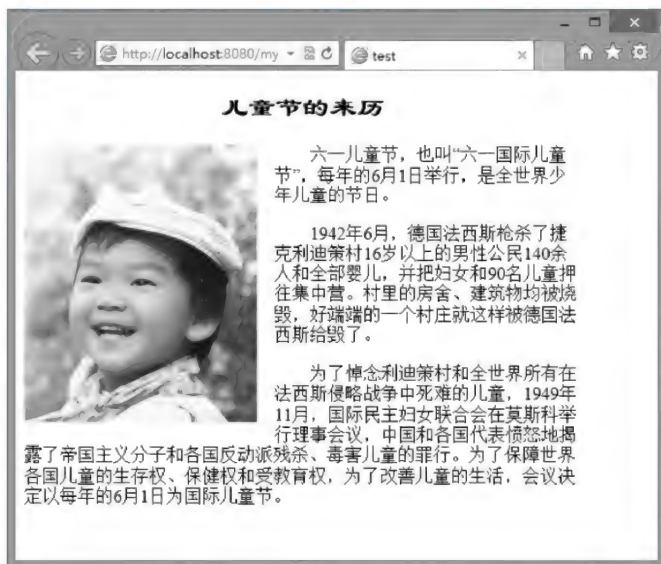 http://localhost:8080/my
test
儿童节的来历
六一儿童节，也叫“六一国际儿童
节”，每年的6月1日举行，是全世界少
年儿童的节日。
1942年6月，德国法西斯枪杀了捷
克利迪策村16岁以上的男性公民140余
人和全部婴儿，并把妇女和90名儿童押
往集中营。村里的房舍、建筑物均被烧
毁，好端端的一个村庄就这样被德国法
西斯给毁了。
为了悼念利迪策村和全世界所有在
法西斯侵略战争中死难的儿童，1949年
11月，国际民主妇女联合会在莫斯科举
行理事会议，中国和各国代表愤怒地揭
露了帝国主义分子和各国反动派残杀、毒害儿童的罪行。为了保障世界
各国儿童的生存权、保健权和受教育权，为了改善儿童的生活，会议决
定以每年的6月1日为国际儿童节。